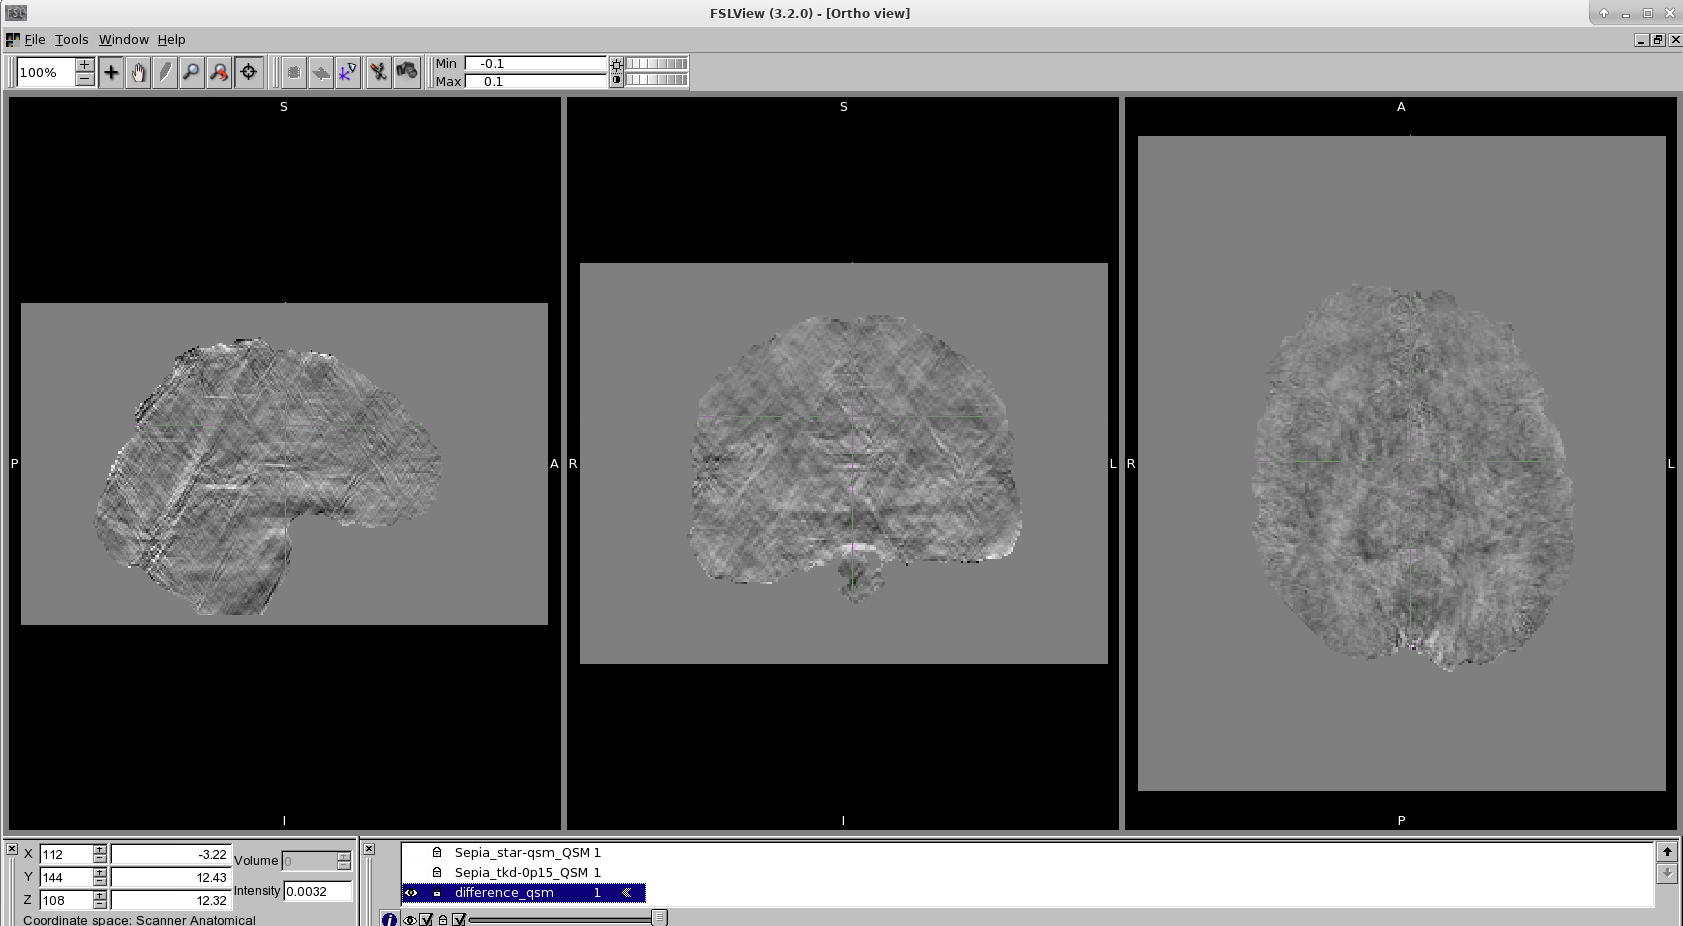 FSL
FSLView (3.2.0) - [Ortho view]
File Tools Window Help
100%
Min -0.1
Max 0.1
S S A
P A R L R L
I I P
X 112 -3.22
Y 144 12.43
Z 108 12.32
Volume 0
Intensity 0.0032
Coordinate space: Scanner Anatomical
Sepia_star-qsm_QSM 1
Sepia_tkd-0p15_QSM 1
difference_qsm 1